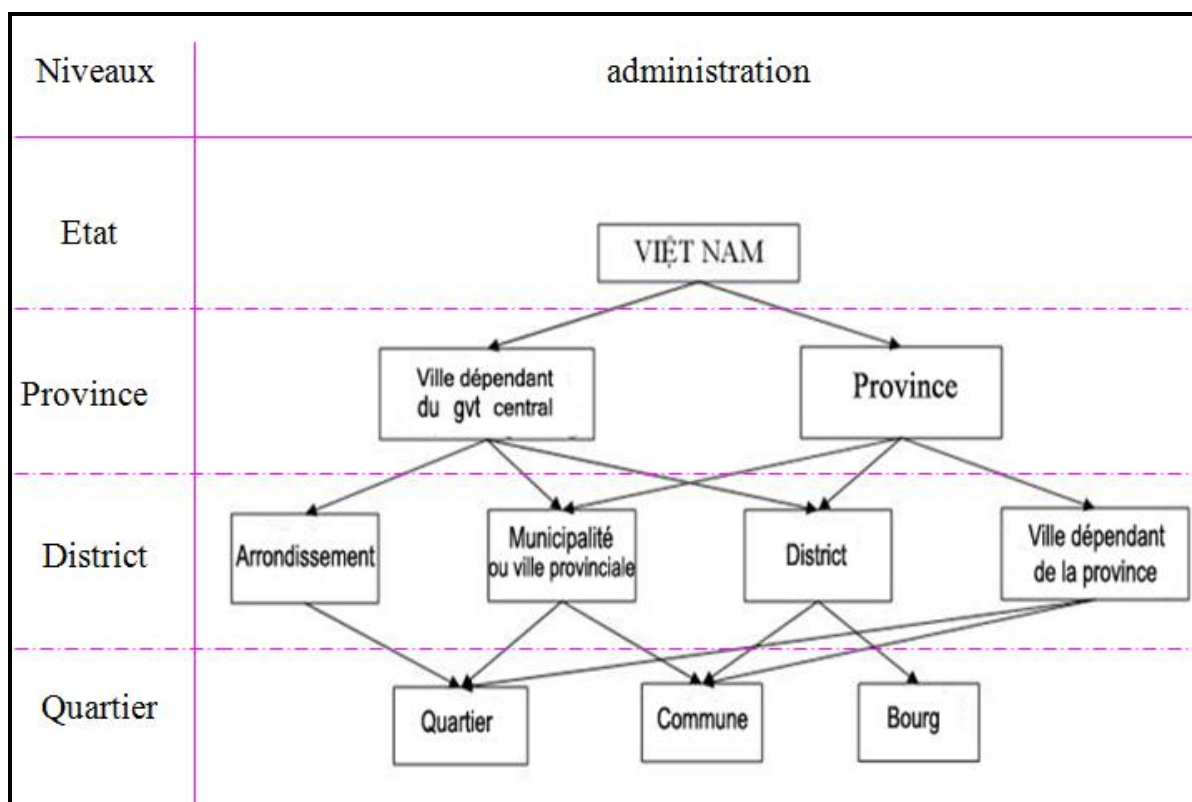 Niveaux
administration
Etat
VIỆT NAM
Province
Ville dépendant
du gvt central
Province
District
Arrondissement
Municipalité
ou ville provinciale
District
Ville dépendant
de la province
Quartier
Quartier
Commune
Bourg